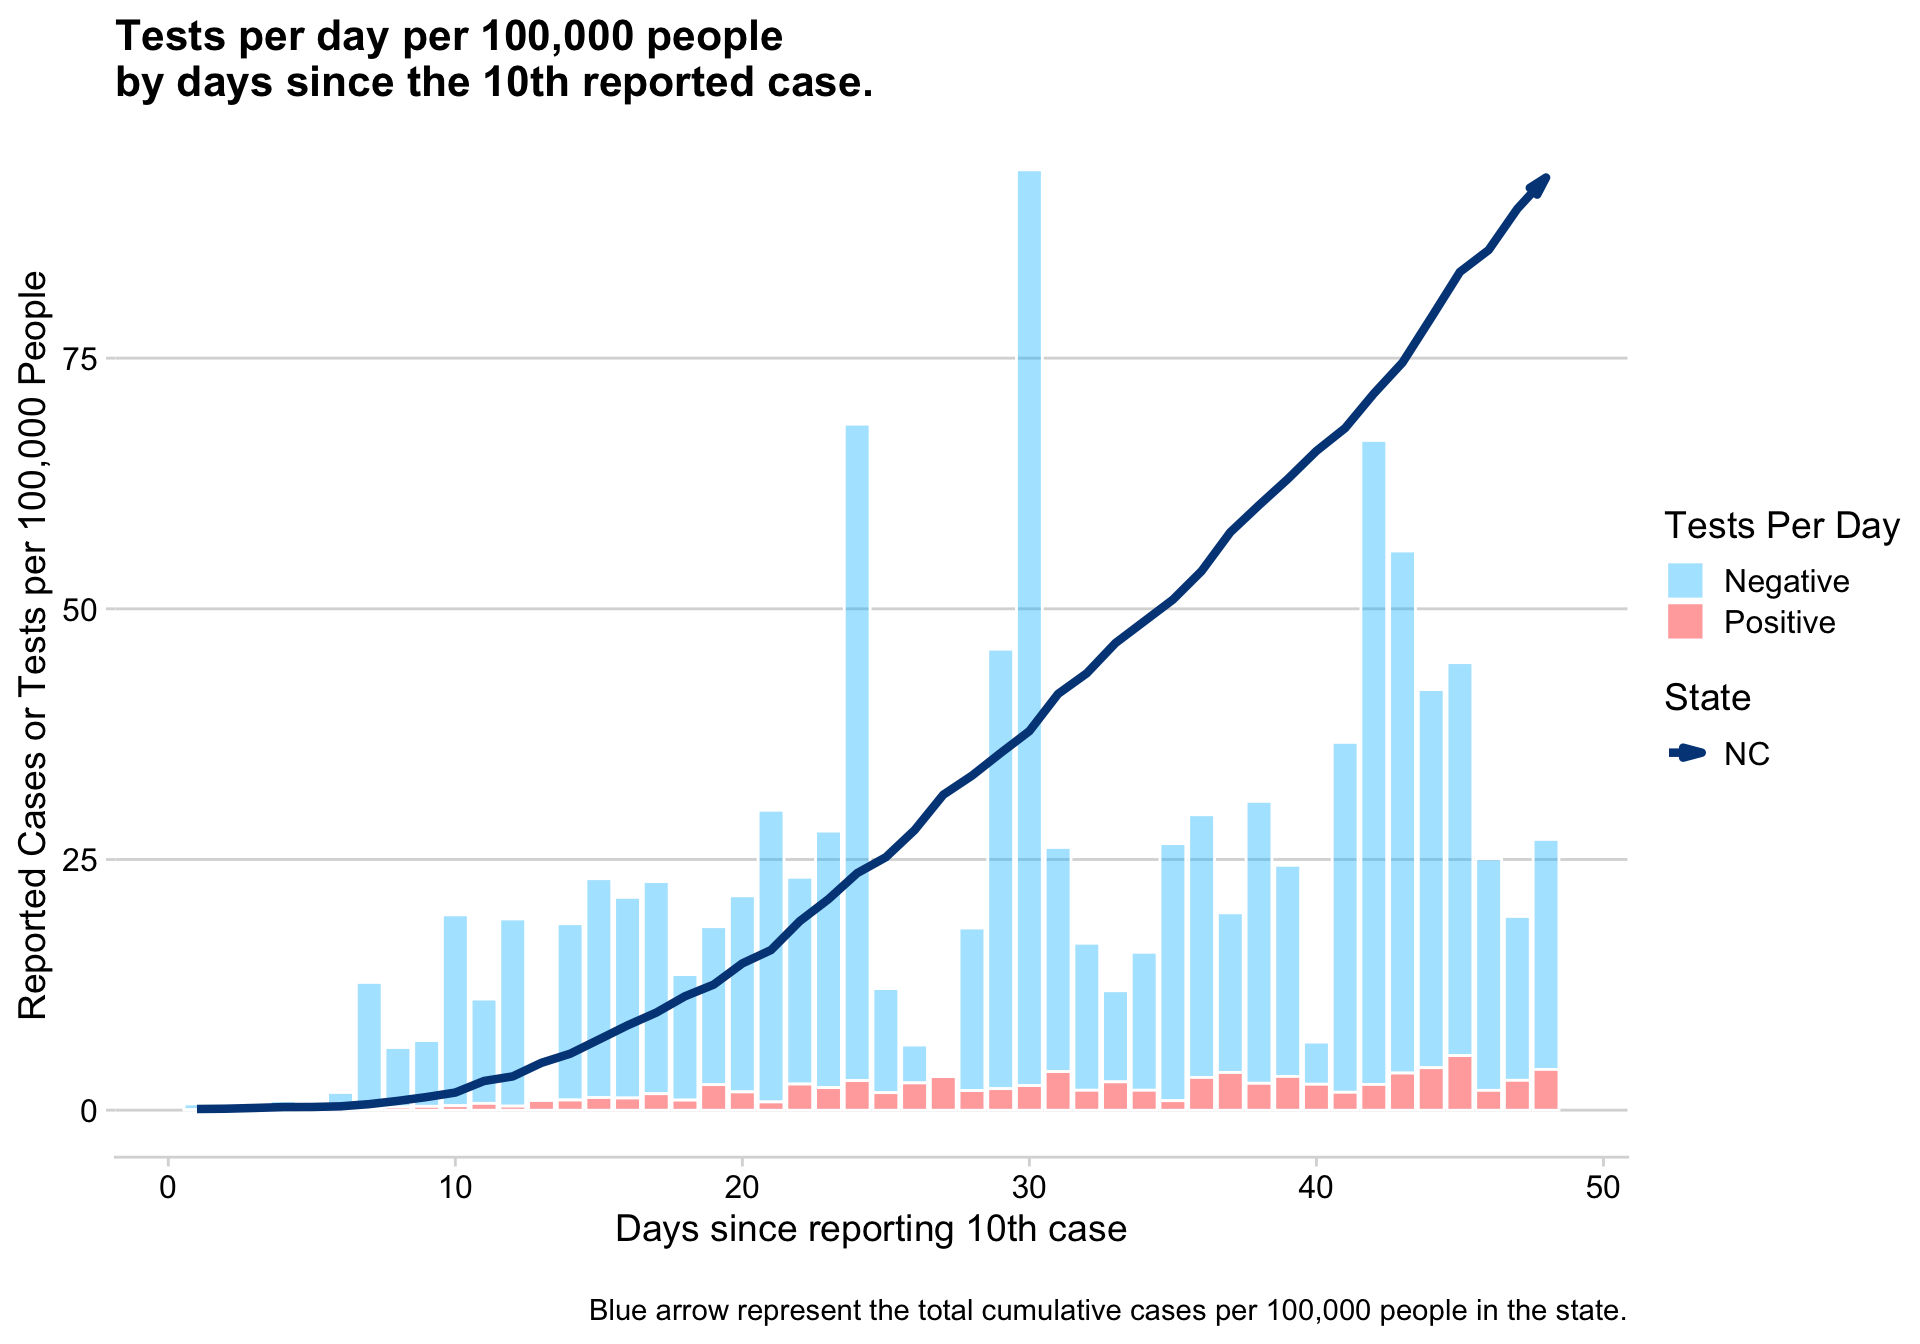 Tests per day per 100,000 people
by days since the 10th reported case.
Reported Cases or Tests per 100,000 People
75
50
25
0
0
10
20
30
40
50
Days since reporting 10th case
Tests Per Day
Negative
Positive
State
NC
Blue arrow represent the total cumulative cases per 100,000 people in the state.